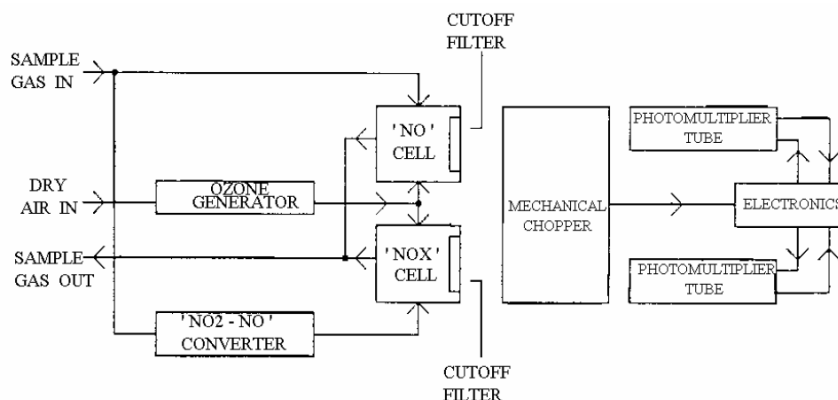 CUTOFF
FILTER
SAMPLE
GAS IN
'NO'
CELL
PHOTOMULTIPLIER
TUBE
DRY
AIR IN
OZONE
GENERATOR
MECHANICAL
CHOPPER
ELECTRONICS
SAMPLE
GAS OUT
'NOX'
CELL
PHOTOMULTIPLIER
TUBE
'NO2 - NO'
CONVERTER
CUTOFF
FILTER